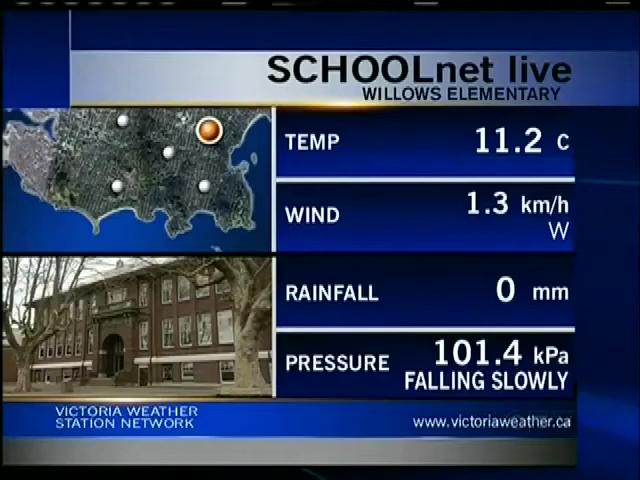 SCHOOLnet live
WILLOWS ELEMENTARY
TEMP 11.2 C
WIND 1.3 km/h
W
RAINFALL 0 mm
PRESSURE 101.4 kPa
FALLING SLOWLY
VICTORIA WEATHER
STATION NETWORK
www.victoriaweather.ca